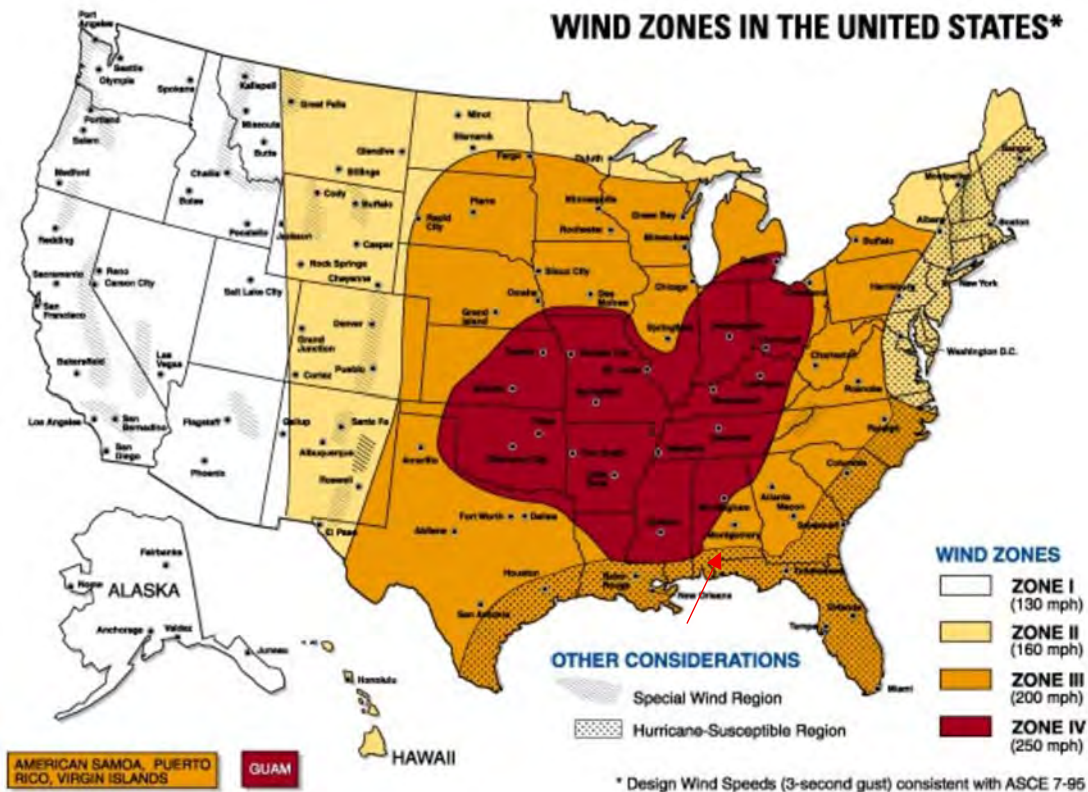 WIND ZONES IN THE UNITED STATES*
Port
Angeles
Seattle
Olympia
Spokane
Kalispell
Great Falls
Minot
Portland
Salem
Missoula
Butte
Bismarck
Fargo
Duluth
Glendive
Billings
Medford
Challis
Boise
Cody
Buffalo
Pierre
Rapid
City
Minneapolis
Green Bay
Rochester
Milwaukee
Bangor
Montpelier
Albany
Boston
Buffalo
Redding
Pocatello
Jackson
Casper
Rock Springs
Cheyenne
Sioux City
Omaha
Des
Moines
Chicago
New York
Sacramento
San
Francisco
Reno
Carson City
Salt Lake City
Grand
Island
Springfield
Washington D.C.
Denver
Grand
Junction
Pueblo
Cortez
Charleston
Roanoke
Bakersfield
Las
Vegas
Los Angeles
San
Bernadino
San
Diego
Flagstaff
Phoenix
Gallup
Santa Fe
Albuquerque
Roswell
El Paso
Amarillo
Raleigh
Columbia
Atlanta
Macon
Savannah
Birmingham
Montgomery
Abilene
Fort Worth
Dallas
Houston
San Antonio
Baton
Rouge
New Orleans
Tallahassee
Orlando
Tampa
Miami
Fairbanks
Nome
ALASKA
Anchorage
Valdez
Juneau
Honolulu
HAWAII
WIND ZONES
ZONE I
(130 mph)
ZONE II
(160 mph)
ZONE III
(200 mph)
ZONE IV
(250 mph)
OTHER CONSIDERATIONS
Special Wind Region
Hurricane-Susceptible Region
AMERICAN SAMOA, PUERTO
RICO, VIRGIN ISLANDS
GUAM
* Design Wind Speeds (3-second gust) consistent with ASCE 7-95